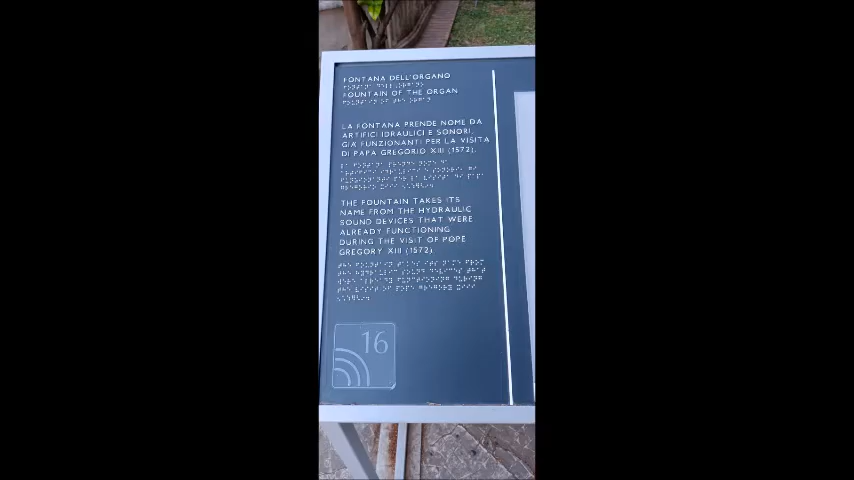 FONTANA DELL'ORGANO
FOUNTAIN OF THE ORGAN
LA FONTANA PRENDE NOME DA
ARTIFICI IDRAULICI E SONORI,
GIÀ FUNZIONANTI PER LA VISITA
DI PAPA GREGORIO XIII (1572).
THE FOUNTAIN TAKES ITS
NAME FROM THE HYDRAULIC
SOUND DEVICES THAT WERE
ALREADY FUNCTIONING
DURING THE VISIT OF POPE
GREGORY XIII (1572).
16